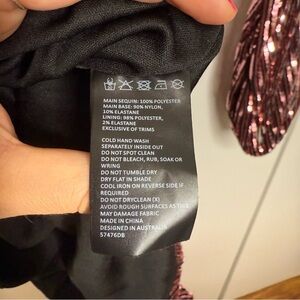 MAIN SEQUIN: 100% POLYESTER
MAIN BASE: 90% NYLON,
10% ELASTANE
LINING: 98% POLYESTER,
2% ELASTANE
EXCLUSIVE OF TRIMS
COLD HAND WASH
SEPARATELY INSIDE OUT
DO NOT SPOT CLEAN
DO NOT BLEACH, RUB, SOAK OR
WRING
DO NOT TUMBLE DRY
DRY FLAT IN SHADE
COOL IRON ON REVERSE SIDE IF
REQUIRED
DO NOT DRYCLEAN (X)
AVOID ROUGH SURFACES AS THIS
MAY DAMAGE FABRIC
MADE IN CHINA
DESIGNED IN AUSTRALIA
57476DB